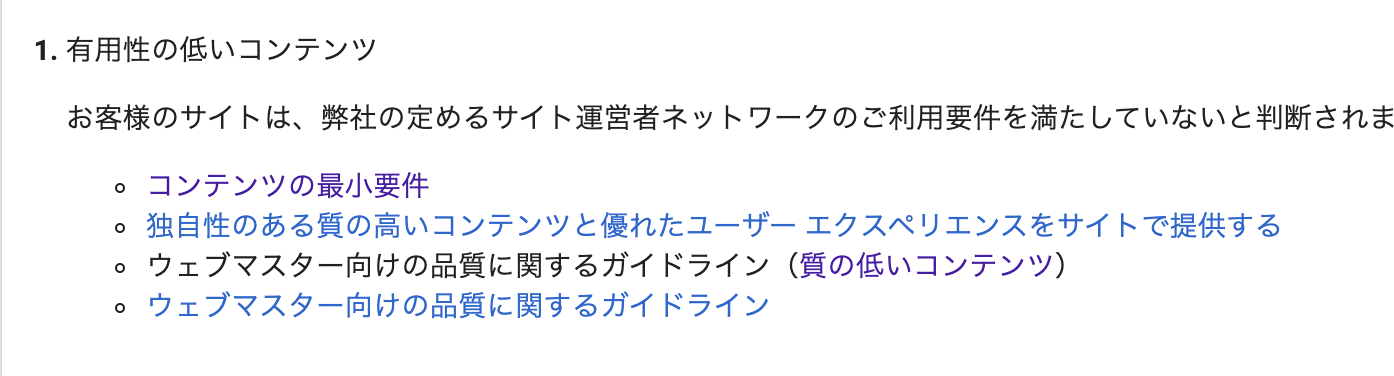 1. 有用性の低いコンテンツ
お客様のサイトは、弊社の定めるサイト運営者ネットワークのご利用要件を満たしていないと判断されま
コンテンツの最小要件
独自性のある質の高いコンテンツと優れたユーザー エクスペリエンスをサイトで提供する
ウェブマスター向けの品質に関するガイドライン（質の低いコンテンツ）
ウェブマスター向けの品質に関するガイドライン